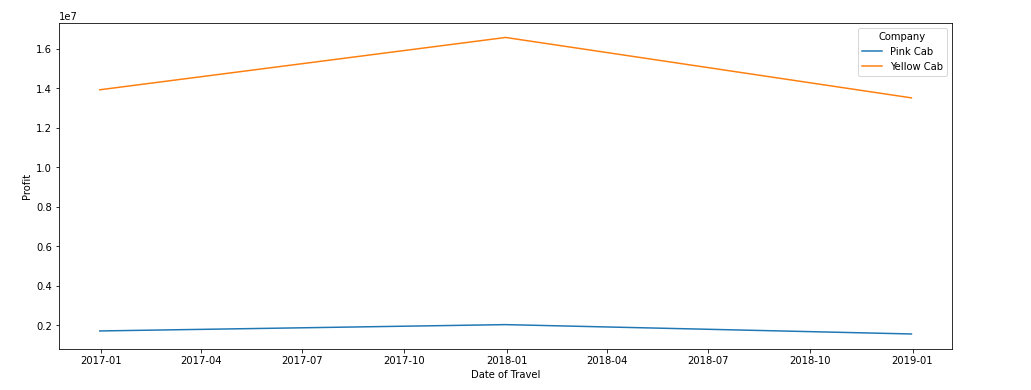 1e7
Company
Pink Cab
Yellow Cab
1.6
1.4
1.2
1.0
0.8
0.6
0.4
0.2
Profit
2017-01 2017-04 2017-07 2017-10 2018-01 2018-04 2018-07 2018-10 2019-01
Date of Travel